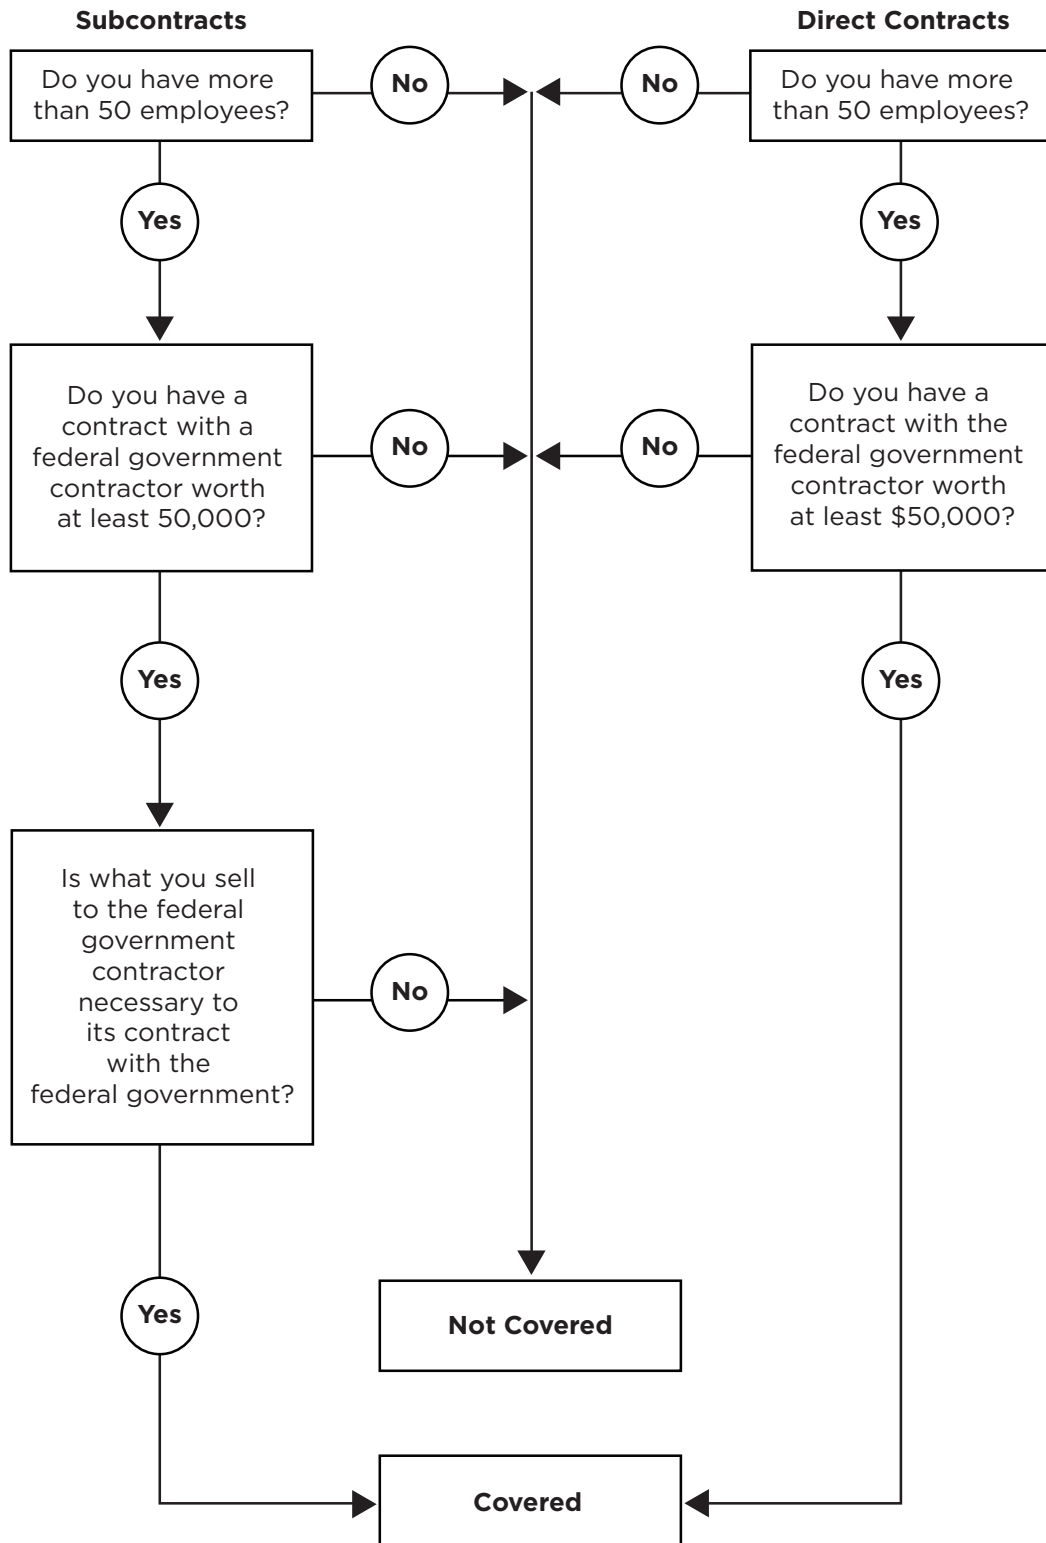 Subcontracts
Direct Contracts
Do you have more
than 50 employees?
No
No
Do you have more
than 50 employees?
Yes
Yes
Do you have a
contract with a
federal government
contractor worth
at least 50,000?
No
No
Do you have a
contract with the
federal government
contractor worth
at least $50,000?
Yes
Yes
Is what you sell
to the federal
government
contractor
necessary to
its contract
with the
federal government?
No
Yes
Not Covered
Covered